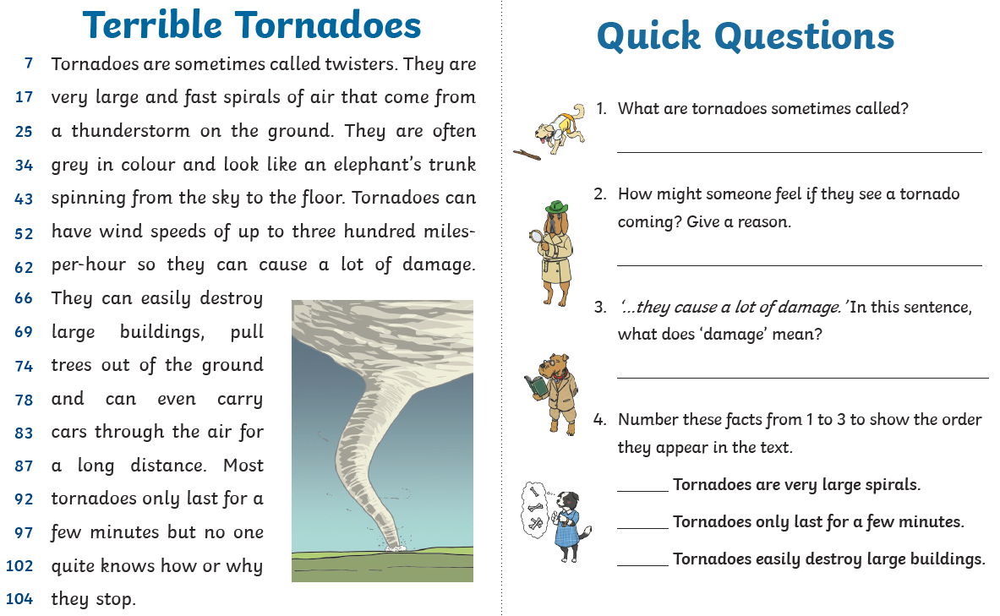 Terrible Tornadoes
7 Tornadoes are sometimes called twisters. They are
17 very large and fast spirals of air that come from
25 a thunderstorm on the ground. They are often
34 grey in colour and look like an elephant's trunk
43 spinning from the sky to the floor. Tornadoes can
52 have wind speeds of up to three hundred miles-
62 per-hour so they can cause a lot of damage.
66 They can easily destroy
69 large buildings, pull
74 trees out of the ground
78 and can even carry
83 cars through the air for
87 a long distance. Most
92 tornadoes only last for a
97 few minutes but no one
102 quite knows how or why
104 they stop.
Quick Questions
1. What are tornadoes sometimes called?
2. How might someone feel if they see a tornado
coming? Give a reason.
3. '...they cause a lot of damage.' In this sentence,
what does 'damage' mean?
4. Number these facts from 1 to 3 to show the order
they appear in the text.
Tornadoes are very large spirals.
Tornadoes only last for a few minutes.
Tornadoes easily destroy large buildings.